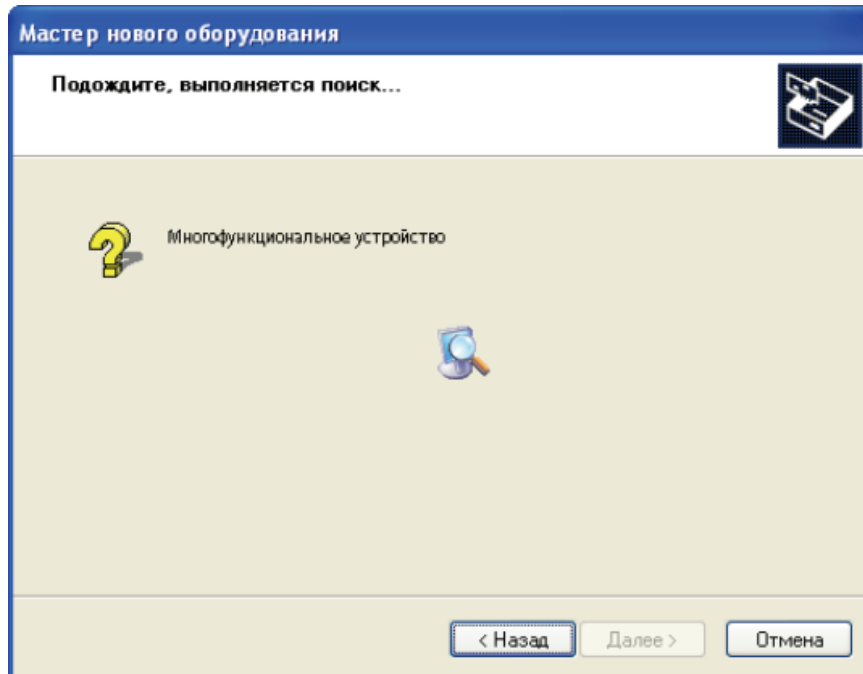 Мастер нового оборудования
Подождите, выполняется поиск...
Многофункциональное устройство
< Назад
Далее >
Отмена